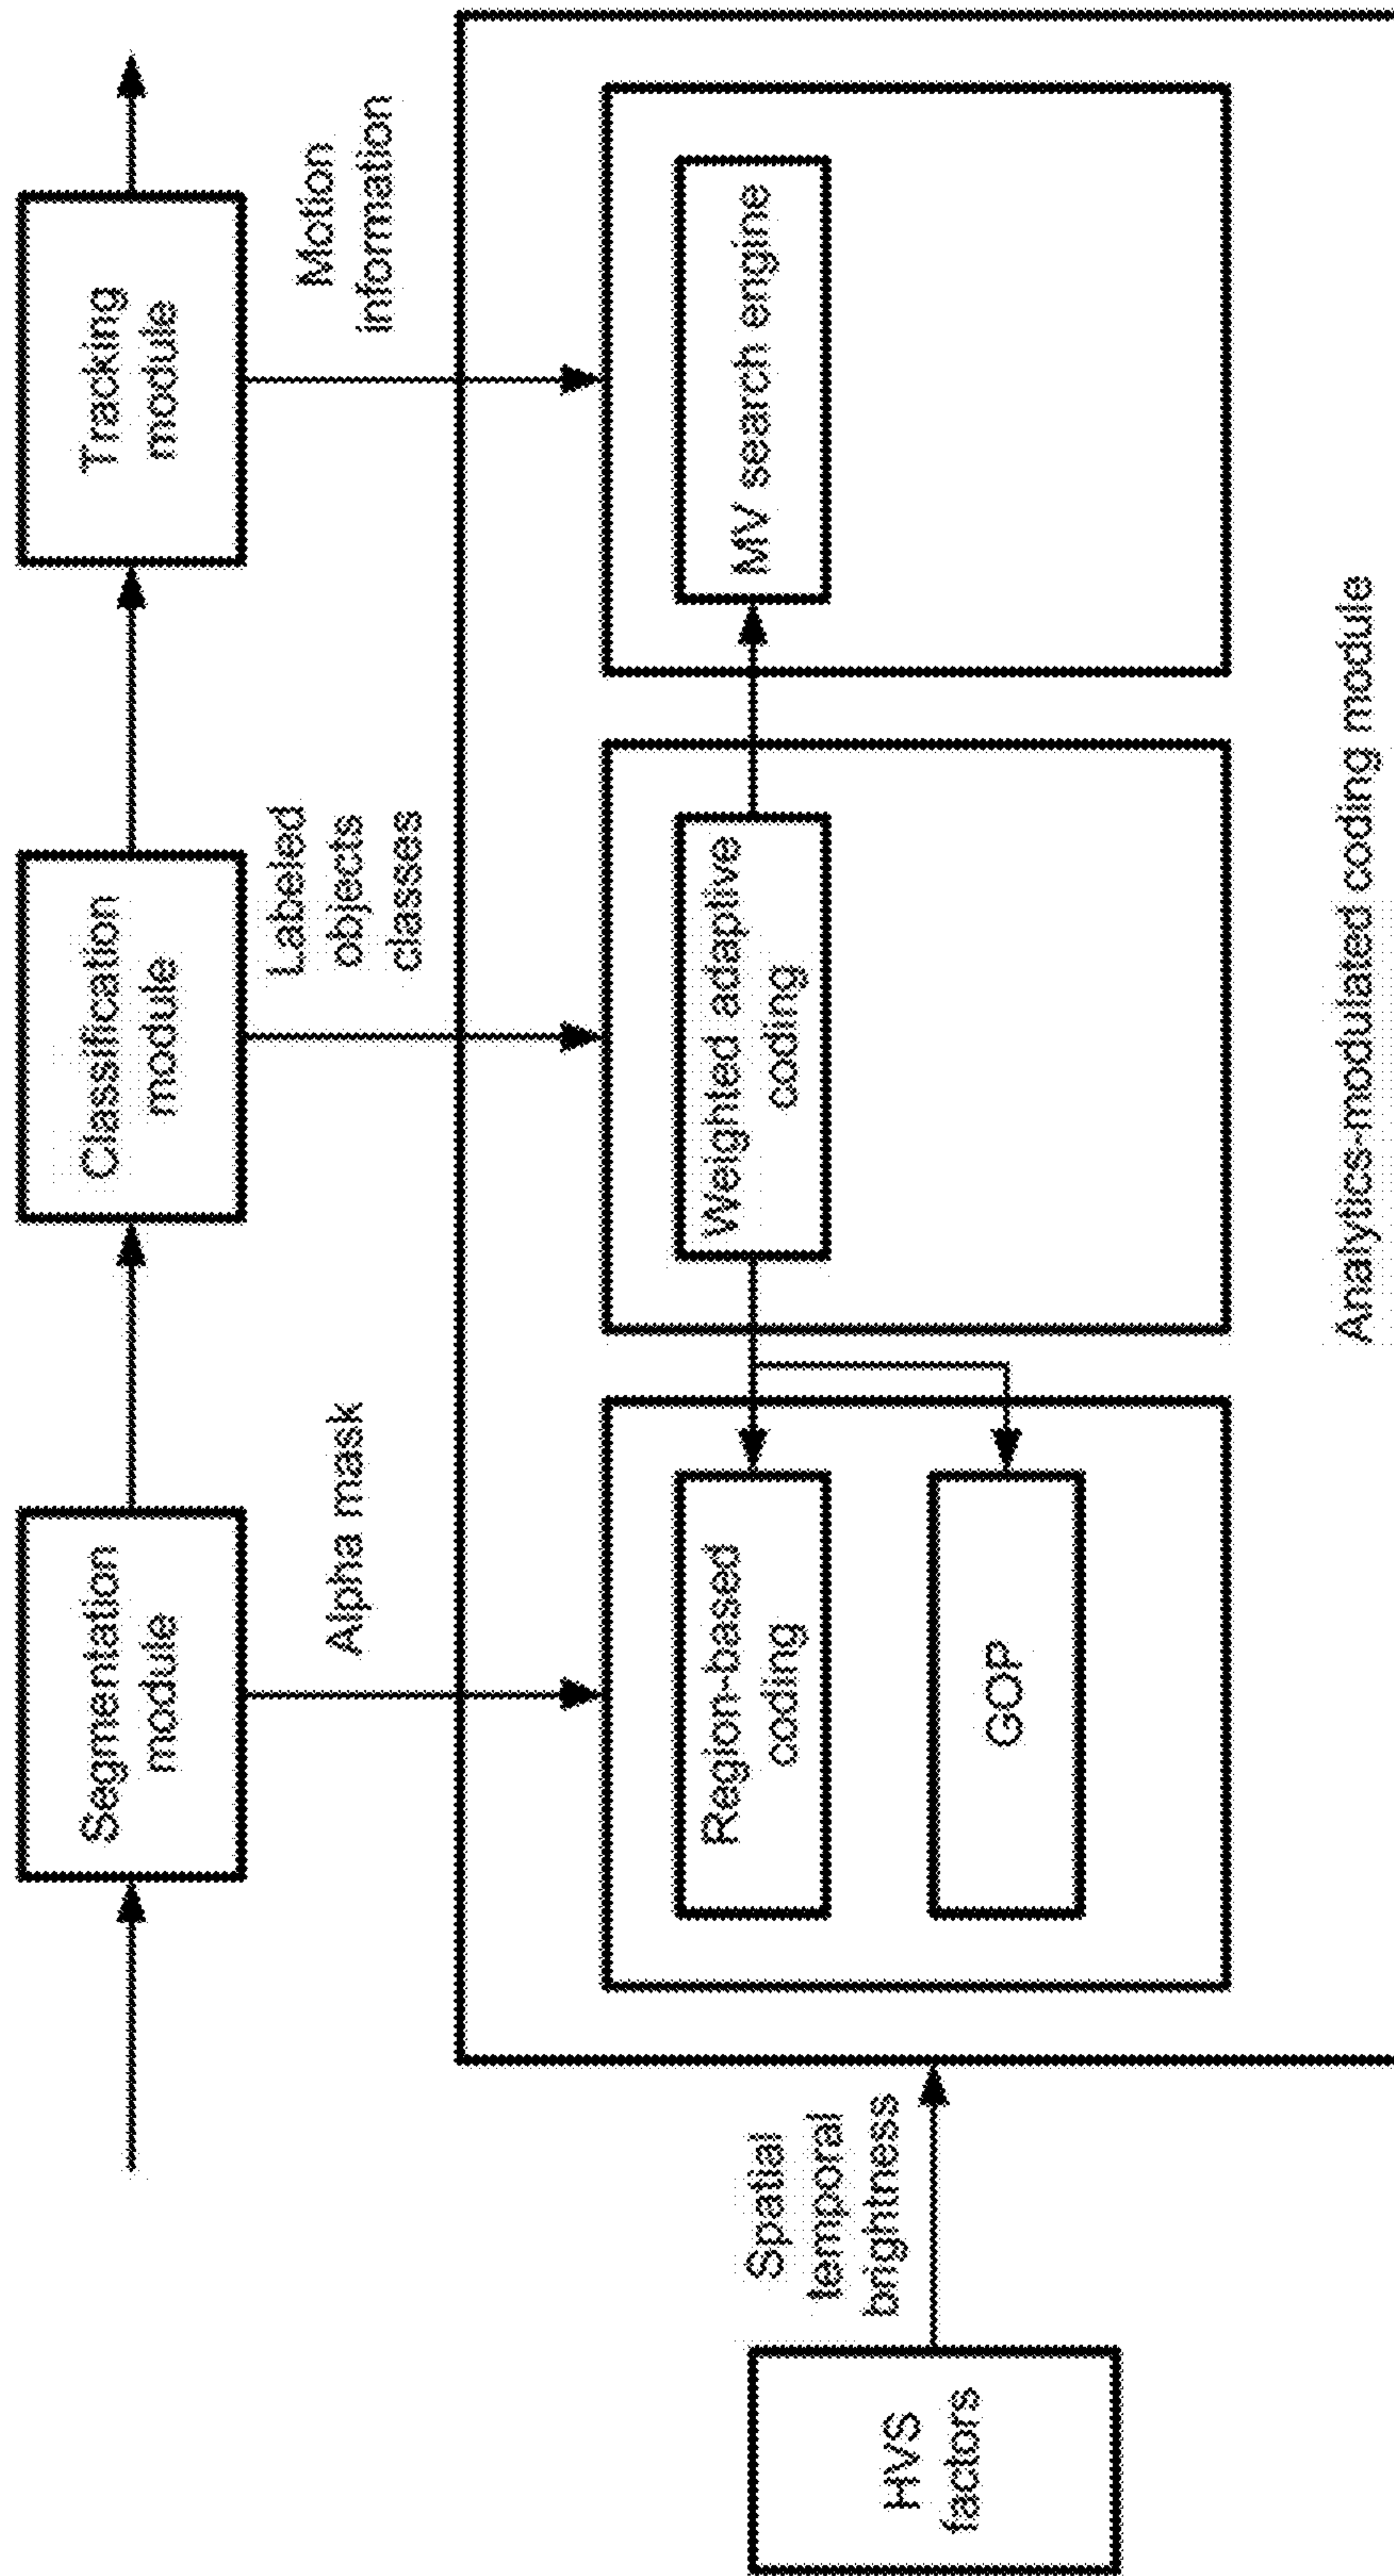 Segmentation
module
Classification
module
Tracking
module
Alpha mask
Labeled
objects
classes
Motion
information
HVS
factors
Spatial
temporal
brightness
Region-based
coding
GOP
Weighted adaptive
coding
MV search engine
Analytics-modulated coding module